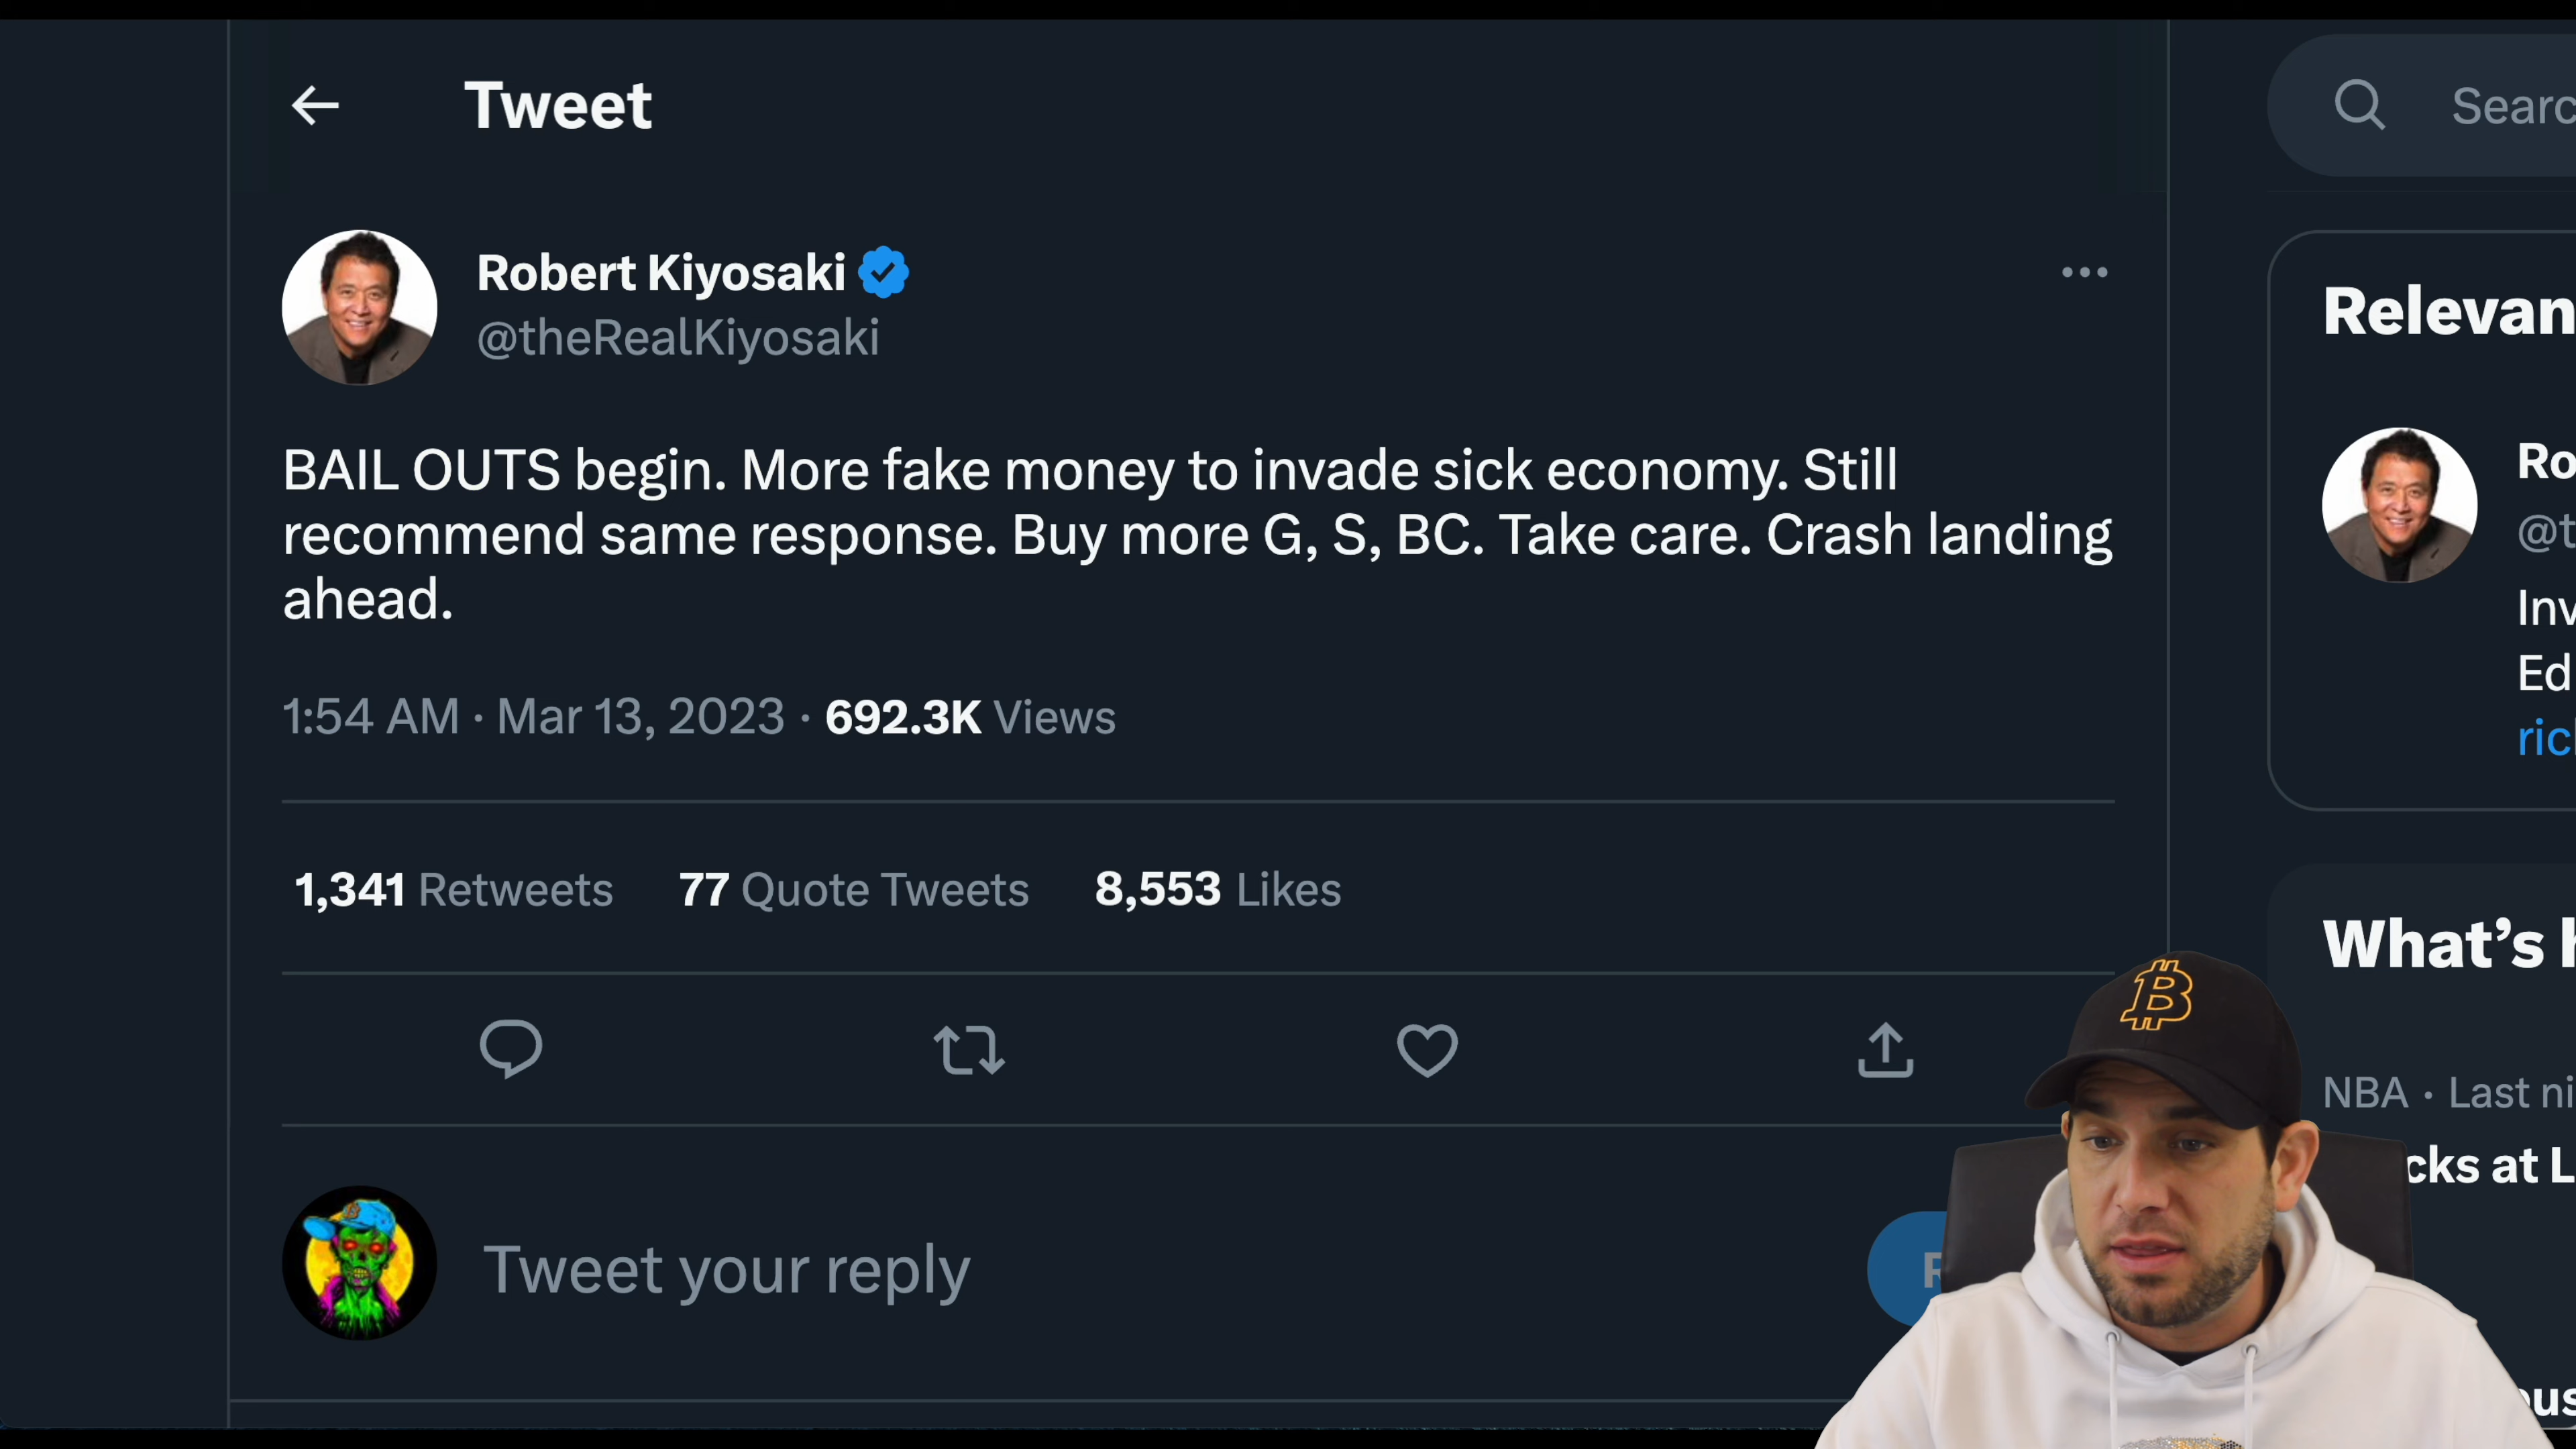 Tweet
Searc
Robert Kiyosaki
@theRealKiyosaki
BAIL OUTS begin. More fake money to invade sick economy. Still
recommend same response. Buy more G, S, BC. Take care. Crash landing
ahead.
1:54 AM · Mar 13, 2023 · 692.3K Views
1,341 Retweets 77 Quote Tweets 8,553 Likes
Tweet your reply
R
Relevan
Ro
@t
Inv
Ed
ric
What's h
NBA · Last ni
cks at L
ous